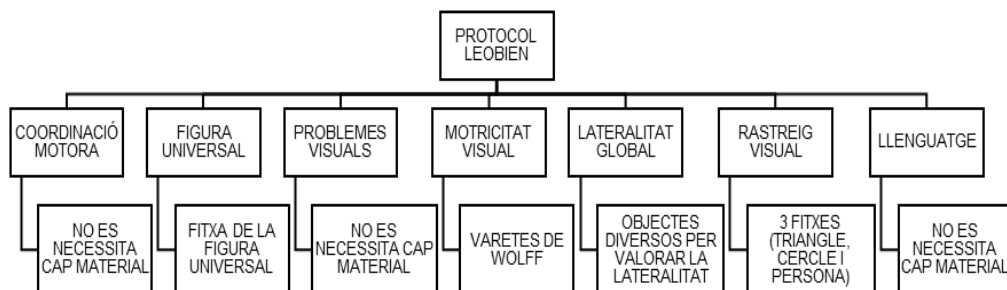 PROTOCOL
LEOBIEN
COORDINACIÓ
MOTORA
FIGURA
UNIVERSAL
PROBLEMES
VISUALS
MOTRICITAT
VISUAL
LATERALITAT
GLOBAL
RASTREIG
VISUAL
LLENGUATGE
NO ES
NECESSITA
CAP MATERIAL
FITXA DE LA
FIGURA
UNIVERSAL
NO ES
NECESSITA CAP
MATERIAL
VARETES DE
WOLFF
OBJECTES
DIVERSOS PER
VALORAR LA
LATERALITAT
3 FITXES
(TRIANGLE,
CERCLE I
PERSONA)
NO ES
NECESSITA
CAP MATERIAL